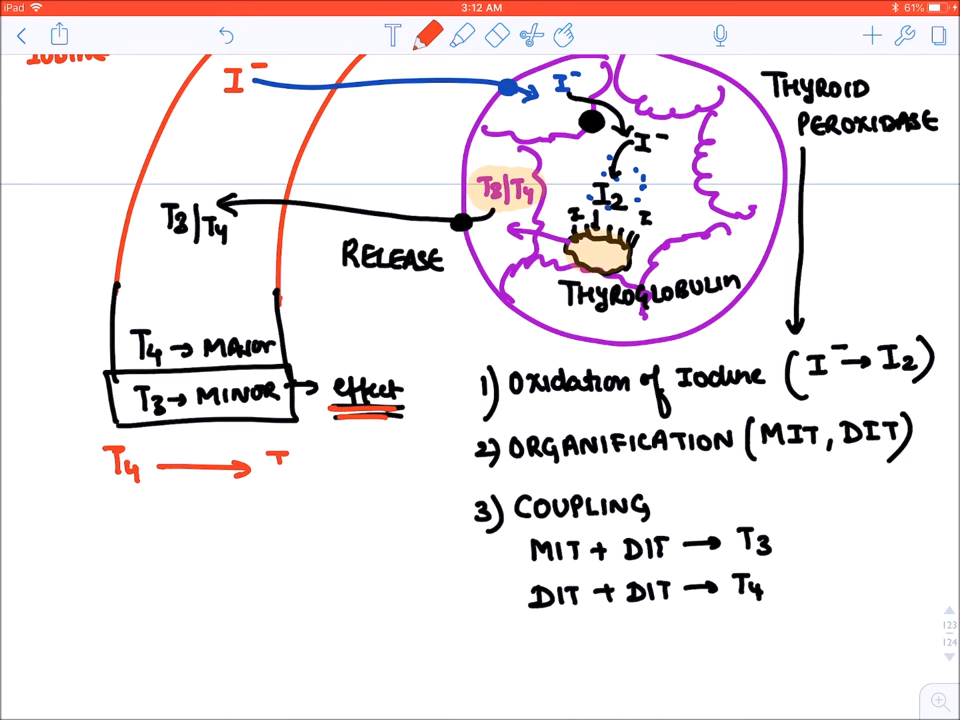 iPad
3:12 AM
61%
IODINE
I⁻
I⁻
THYROID
PEROXIDASE
I⁻
T3/T4
I2
I
I
T3/T4
RELEASE
THYROGLOBULIN
T4 → MAJOR
T3 → MINOR → effect
T4 → T
1) Oxidation of Iodine (I⁻ → I2)
2) ORGANIFICATION (MIT, DIT)
3) COUPLING
MIT + DIT → T3
DIT + DIT → T4
123
124